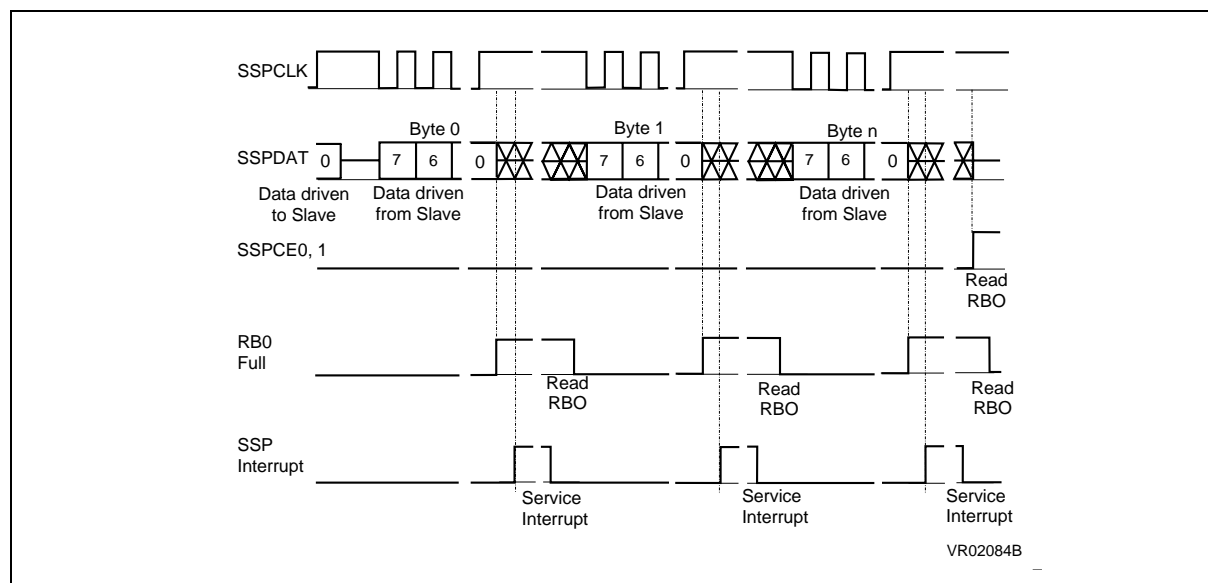 SSPCLK
Byte 0
Byte 1
Byte n
SSPDAT
0
7
6
0
7
6
0
7
6
0
Data driven
to Slave
Data driven
from Slave
Data driven
from Slave
Data driven
from Slave
SSPCE0, 1
Read
RBO
RB0
Full
Read
RBO
Read
RBO
Read
RBO
SSP
Interrupt
Service
Interrupt
Service
Interrupt
Service
Interrupt
VR02084B